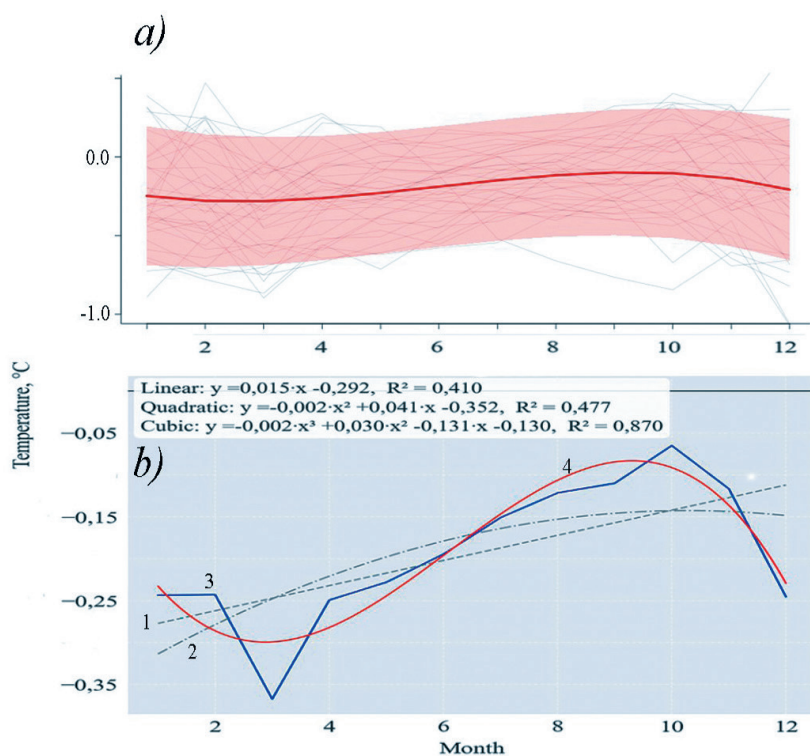 a)
0.0
-1.0
2 4 6 8 10 12
Temperature, °C
Linear: y =0,015·x -0,292, R² = 0,410
Quadratic: y =-0,002·x² +0,041·x -0,352, R² = 0,477
Cubic: y =-0,002·x³ +0,030·x² -0,131·x -0,130, R² = 0,870
b)
4
3
1
2
−0,05
−0,15
−0,25
−0,35
2 4 6 8 10 12
Month